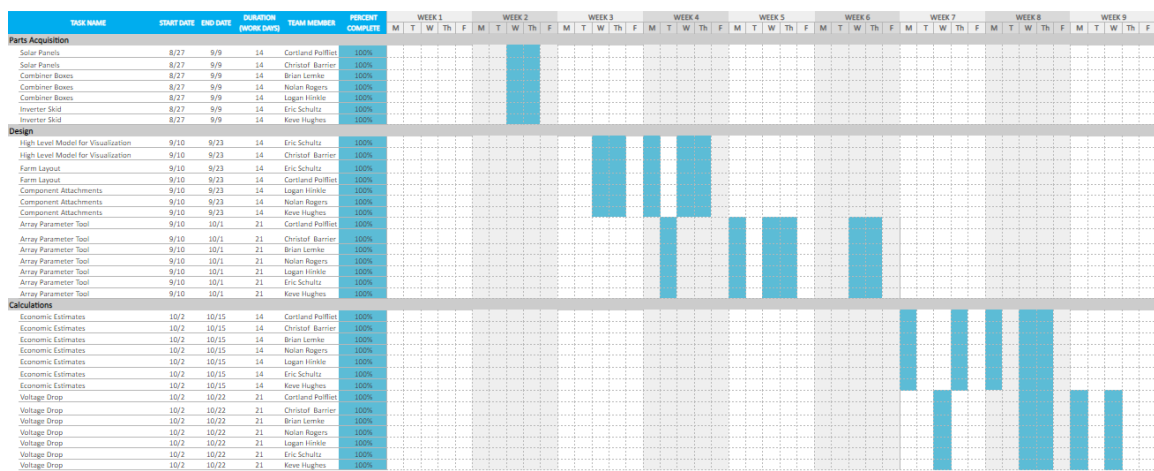 TASK NAME START DATE END DATE DURATION (WORK DAYS) TEAM MEMBER PERCENT COMPLETE WEEK 1 WEEK 2 WEEK 3 WEEK 4 WEEK 5 WEEK 6 WEEK 7 WEEK 8 WEEK 9
M T W Th F M T W Th F M T W Th F M T W Th F M T W Th F M T W Th F M T W Th F M T W Th F M T W Th F
Parts Acquisition
Solar Panels 8/27 9/9 14 Cortland Polfliet 100%
Solar Panels 8/27 9/9 14 Christof Barrier 100%
Combiner Boxes 8/27 9/9 14 Brian Lemke 100%
Combiner Boxes 8/27 9/9 14 Nolan Rogers 100%
Combiner Boxes 8/27 9/9 14 Logan Hinkle 100%
Inverter Skid 8/27 9/9 14 Eric Schultz 100%
Inverter Skid 8/27 9/9 14 Keve Hughes 100%
Design
High Level Model for Visualization 9/10 9/23 14 Eric Schultz 100%
High Level Model for Visualization 9/10 9/23 14 Christof Barrier 100%
Farm Layout 9/10 9/23 14 Eric Schultz 100%
Farm Layout 9/10 9/23 14 Cortland Polfliet 100%
Component Attachments 9/10 9/23 14 Logan Hinkle 100%
Component Attachments 9/10 9/23 14 Nolan Rogers 100%
Component Attachments 9/10 9/23 14 Keve Hughes 100%
Array Parameter Tool 9/10 10/1 21 Cortland Polfliet 100%
Array Parameter Tool 9/10 10/1 21 Christof Barrier 100%
Array Parameter Tool 9/10 10/1 21 Brian Lemke 100%
Array Parameter Tool 9/10 10/1 21 Nolan Rogers 100%
Array Parameter Tool 9/10 10/1 21 Logan Hinkle 100%
Array Parameter Tool 9/10 10/1 21 Eric Schultz 100%
Array Parameter Tool 9/10 10/1 21 Keve Hughes 100%
Calculations
Economic Estimates 10/2 10/15 14 Cortland Polfliet 100%
Economic Estimates 10/2 10/15 14 Christof Barrier 100%
Economic Estimates 10/2 10/15 14 Brian Lemke 100%
Economic Estimates 10/2 10/15 14 Nolan Rogers 100%
Economic Estimates 10/2 10/15 14 Logan Hinkle 100%
Economic Estimates 10/2 10/15 14 Eric Schultz 100%
Economic Estimates 10/2 10/15 14 Keve Hughes 100%
Voltage Drop 10/2 10/22 21 Cortland Polfliet 100%
Voltage Drop 10/2 10/22 21 Christof Barrier 100%
Voltage Drop 10/2 10/22 21 Brian Lemke 100%
Voltage Drop 10/2 10/22 21 Nolan Rogers 100%
Voltage Drop 10/2 10/22 21 Logan Hinkle 100%
Voltage Drop 10/2 10/22 21 Eric Schultz 100%
Voltage Drop 10/2 10/22 21 Keve Hughes 100%